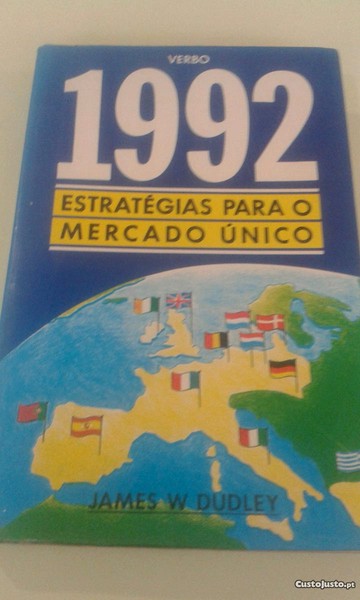 VERBO
1992
ESTRATÉGIAS PARA O
MERCADO ÚNICO
JAMES W DUDLEY
CustoJusto.pt